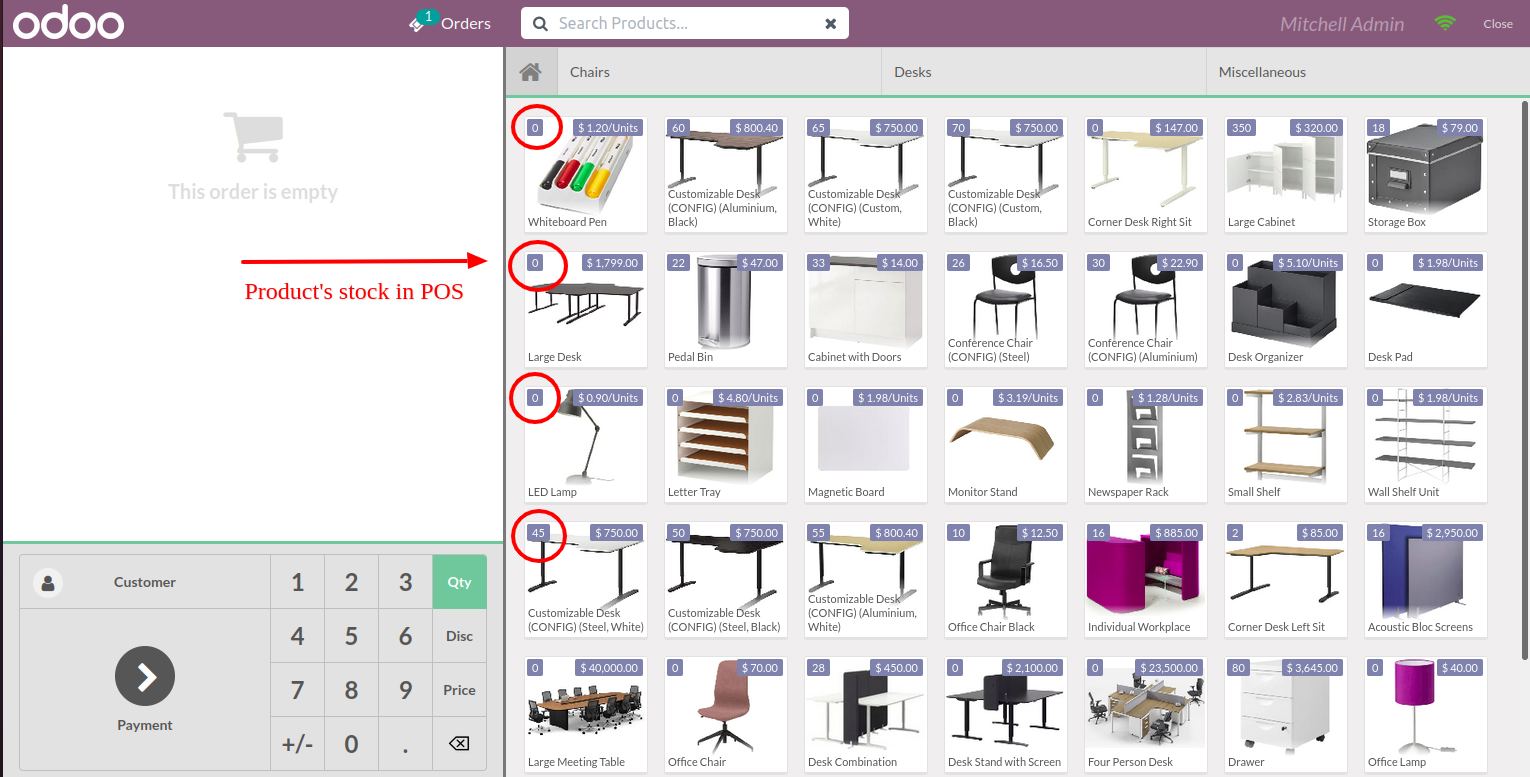 odoo
1
Orders
Search Products...
Mitchell Admin
Close
Chairs
Desks
Miscellaneous
This order is empty
Product's stock in POS
0
$ 1.20/Units
Whiteboard Pen
60
$ 800.40
Customizable Desk
(CONFIG) (Aluminium,
Black)
65
$ 750.00
Customizable Desk
(CONFIG) (Custom,
White)
70
$ 750.00
Customizable Desk
(CONFIG) (Custom,
Black)
0
$ 147.00
Corner Desk Right Sit
350
$ 320.00
Large Cabinet
18
$ 79.00
Storage Box
0
$ 1,799.00
Large Desk
22
$ 47.00
Pedal Bin
33
$ 14.00
Cabinet with Doors
26
$ 16.50
Conference Chair
(CONFIG) (Steel)
30
$ 22.90
Conference Chair
(CONFIG) (Aluminium)
0
$ 5.10/Units
Desk Organizer
0
$ 1.98/Units
Desk Pad
0
$ 0.90/Units
LED Lamp
0
$ 4.80/Units
Letter Tray
0
$ 1.98/Units
Magnetic Board
0
$ 3.19/Units
Monitor Stand
0
$ 1.28/Units
Newspaper Rack
0
$ 2.83/Units
Small Shelf
0
$ 1.98/Units
Wall Shelf Unit
45
$ 750.00
Customizable Desk
(CONFIG) (Steel, White)
50
$ 750.00
Customizable Desk
(CONFIG) (Steel, Black)
55
$ 800.40
Customizable Desk
(CONFIG) (Aluminium,
White)
10
$ 12.50
Office Chair Black
16
$ 885.00
Individual Workplace
2
$ 85.00
Corner Desk Left Sit
16
$ 2,950.00
Acoustic Bloc Screens
0
$ 40,000.00
Large Meeting Table
0
$ 70.00
Office Chair
28
$ 450.00
Desk Combination
0
$ 2,100.00
Desk Stand with Screen
0
$ 23,500.00
Four Person Desk
80
$ 3,645.00
Drawer
0
$ 40.00
Office Lamp
Customer
1
2
3
Qty
4
5
6
Disc
Payment
7
8
9
Price
+/-
0
.